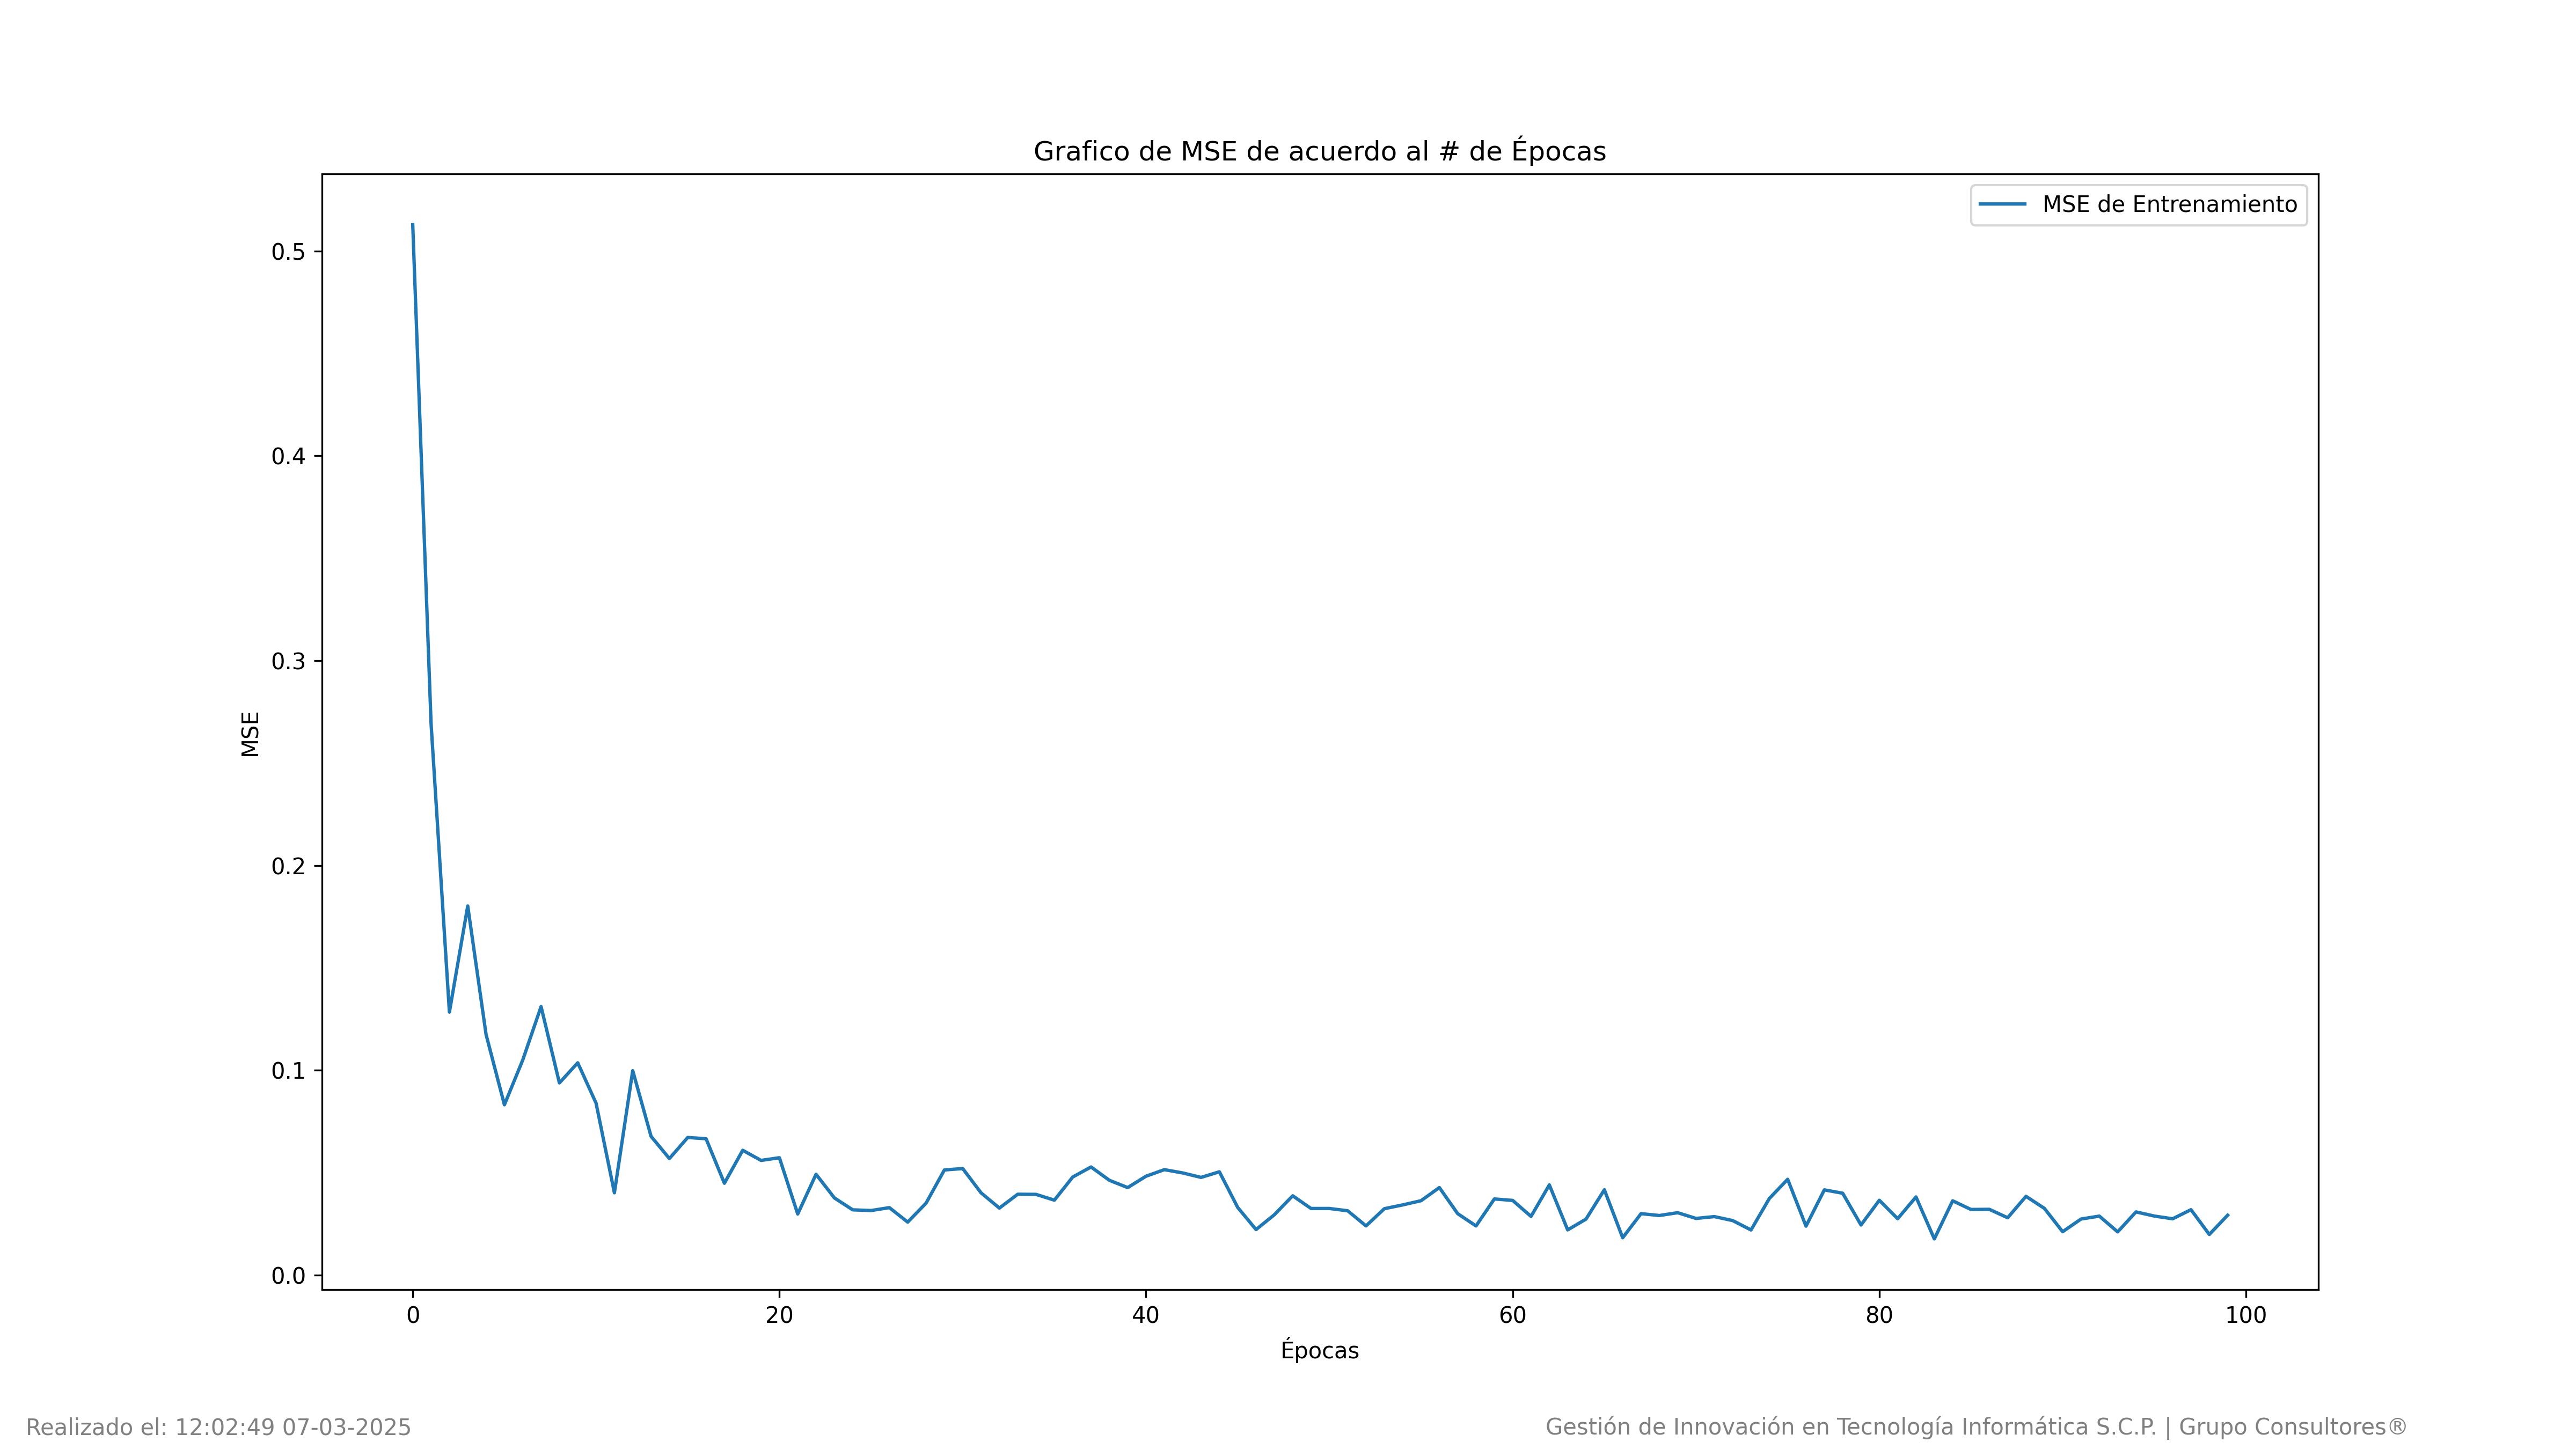 Grafico de MSE de acuerdo al # de Épocas
MSE de Entrenamiento
0.5
0.4
0.3
0.2
0.1
0.0
MSE
0 20 40 60 80 100
Épocas
Realizado el: 12:02:49 07-03-2025
Gestión de Innovación en Tecnología Informática S.C.P. | Grupo Consultores®